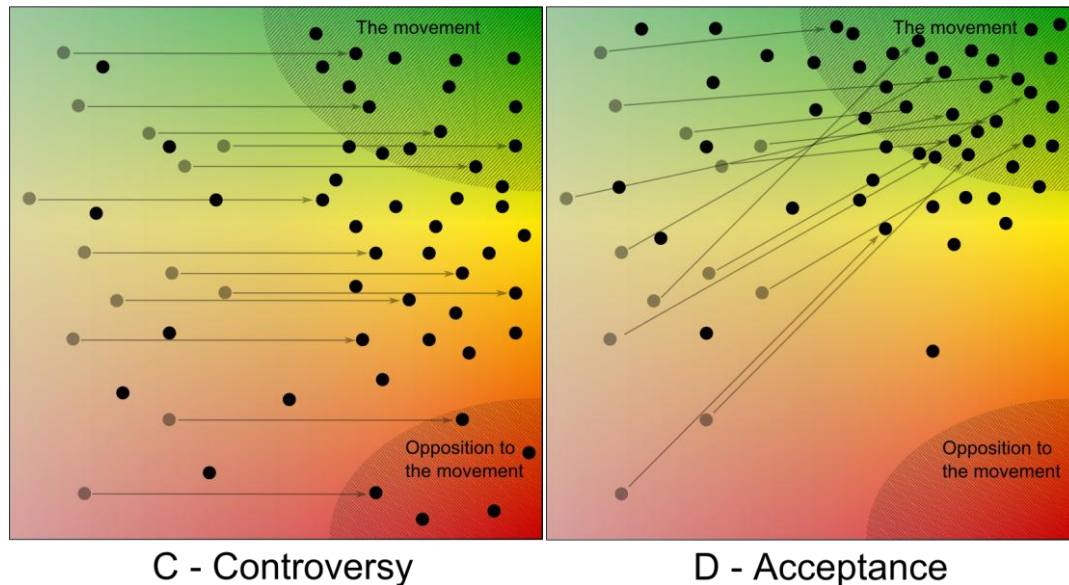 The movement
Opposition to
the movement
C - Controversy
The movement
Opposition to
the movement
D - Acceptance